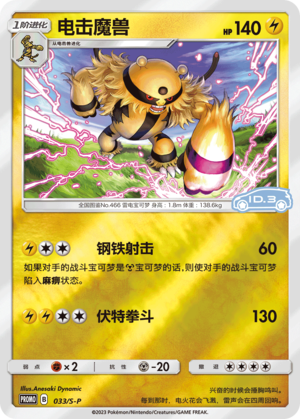 1阶进化
电击魔兽
HP 140
从电击兽进化
ID.3
全国图鉴No.466 雷电宝可梦 身高：1.8m 体重：138.6kg
钢铁射击 60
如果对手的战斗宝可梦是宝可梦的话，则使对手的战斗宝可梦
陷入麻痹状态。
伏特拳斗 130
弱点 ×2 抗性 -20 撤退
illus.Anesaki Dynamic
PROMO B 033/S-P
兴奋的时候会捶胸呜叫。
每到那时，电火花会飞溅，雷声会在四周回响。
©2023 Pokémon/Nintendo/Creatures/GAME FREAK.